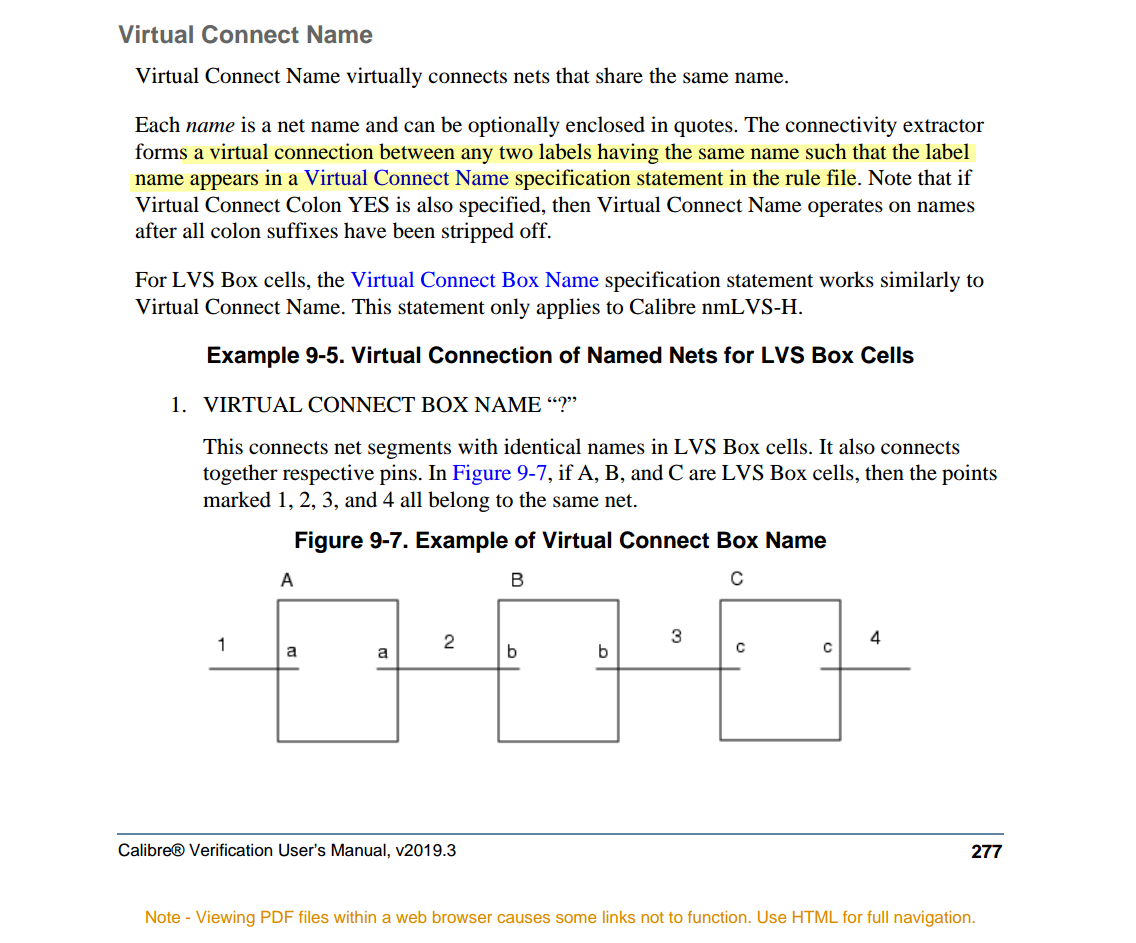 Virtual Connect Name
Virtual Connect Name virtually connects nets that share the same name.
Each name is a net name and can be optionally enclosed in quotes. The connectivity extractor
forms a virtual connection between any two labels having the same name such that the label
name appears in a Virtual Connect Name specification statement in the rule file. Note that if
Virtual Connect Colon YES is also specified, then Virtual Connect Name operates on names
after all colon suffixes have been stripped off.
For LVS Box cells, the Virtual Connect Box Name specification statement works similarly to
Virtual Connect Name. This statement only applies to Calibre nmLVS-H.
Example 9-5. Virtual Connection of Named Nets for LVS Box Cells
1. VIRTUAL CONNECT BOX NAME “?”
This connects net segments with identical names in LVS Box cells. It also connects
together respective pins. In Figure 9-7, if A, B, and C are LVS Box cells, then the points
marked 1, 2, 3, and 4 all belong to the same net.
Figure 9-7. Example of Virtual Connect Box Name
A B C
1 a a 2 b b 3 c c 4
Calibre® Verification User’s Manual, v2019.3 277
Note - Viewing PDF files within a web browser causes some links not to function. Use HTML for full navigation.